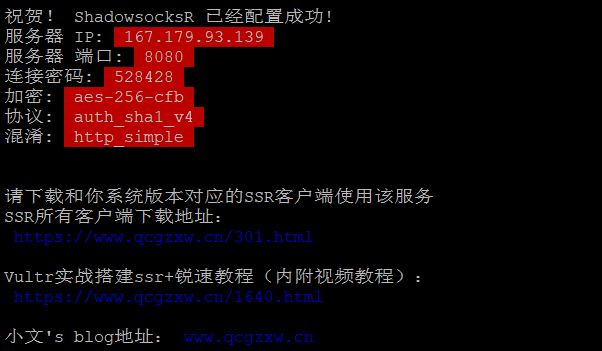 祝贺! ShadowsocksR 已经配置成功!
服务器 IP: 167.179.93.139
服务器 端口: 8080
连接密码: 528428
加密: aes-256-cfb
协议: auth_sha1_v4
混淆: http_simple
请下载和你系统版本对应的SSR客户端使用该服务
SSR所有客户端下载地址:
https://www.qcgzxw.cn/301.html
Vultr实战搭建ssr+锐速教程（内附视频教程）:
https://www.qcgzxw.cn/1640.html
小文's blog地址: www.qcgzxw.cn